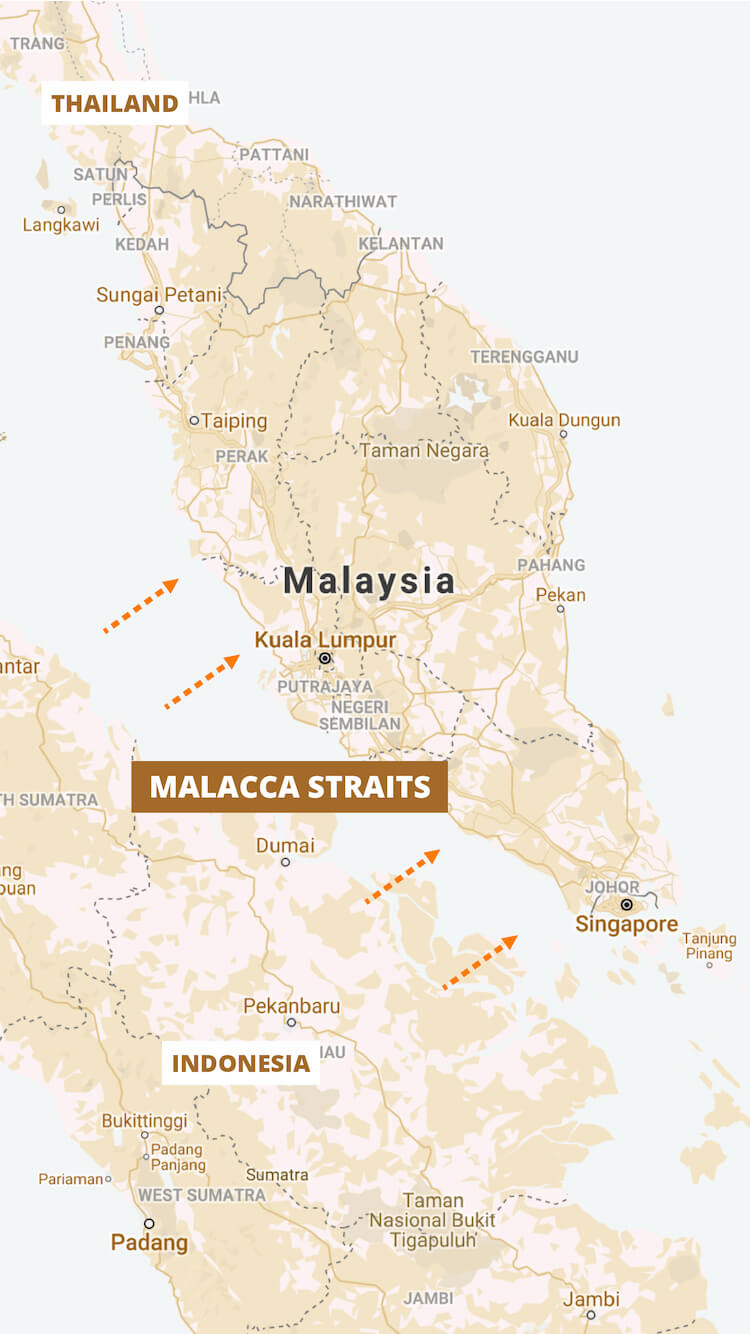 TRANG
THAILAND
HLA
PATTANI
SATUN
PERLIS
NARATHIWAT
Langkawi
KEDAH
KELANTAN
Sungai Petani
PENANG
TERENGGANU
Taiping
Kuala Dungun
PERAK
Taman Negara
PAHANG
Malaysia
Pekan
Kuala Lumpur
antar
PUTRAJAYA
NEGERI
SEMBILAN
MALACCA STRAITS
H SUMATRA
Dumai
ng
puan
JOHOR
Singapore
Tanjung
Pinang
Pekanbaru
IAU
INDONESIA
Bukittinggi
Padang
Panjang
Pariaman
Sumatra
WEST SUMATRA
Taman
Nasional Bukit
Tigapuluh
Padang
JAMBI
Jambi